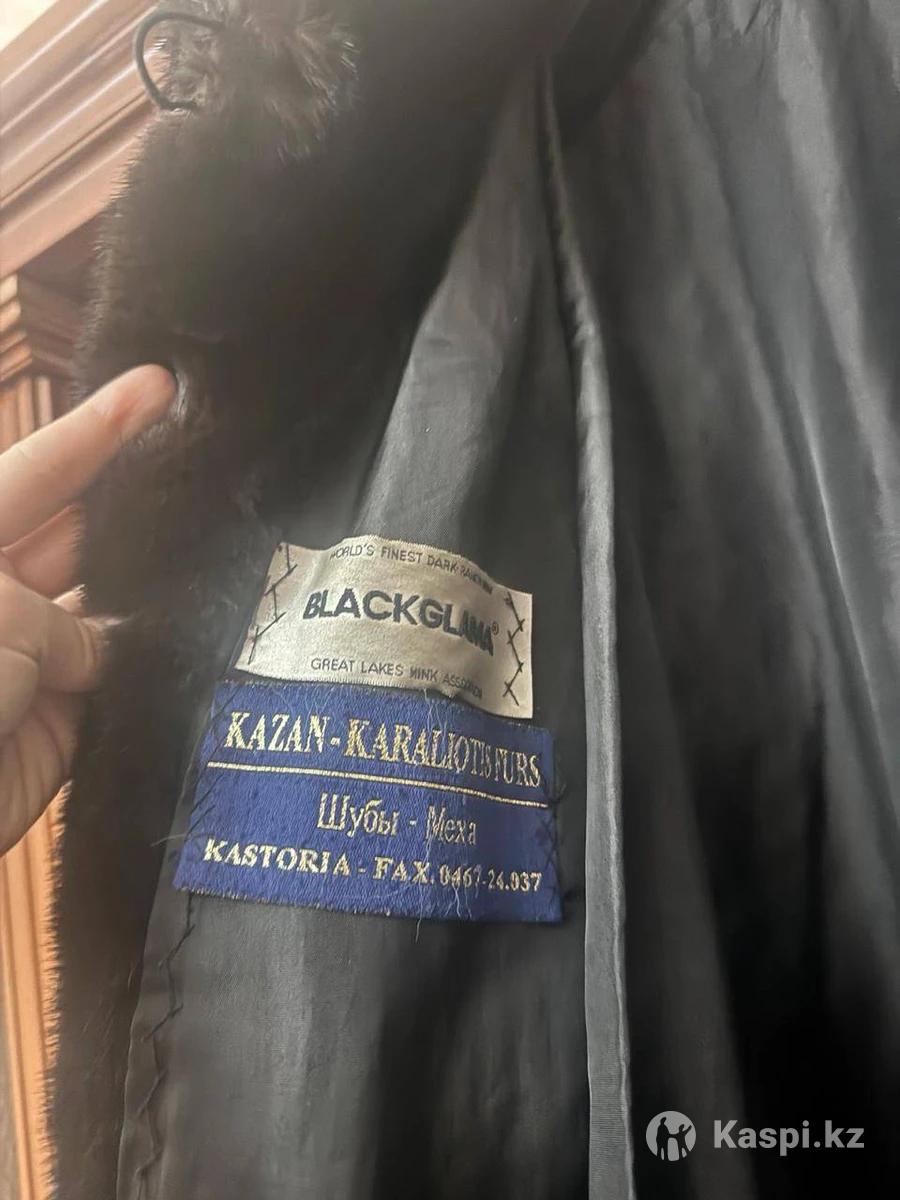 WORLD'S FINEST DARK RANCH MINK
BLACKGLAMA®
GREAT LAKES MINK ASSOCIATION
KAZAN-KARALIOTIS FURS
Шубы - Меха
KASTORIA - FAX. 0467-24.037
Kaspi.kz